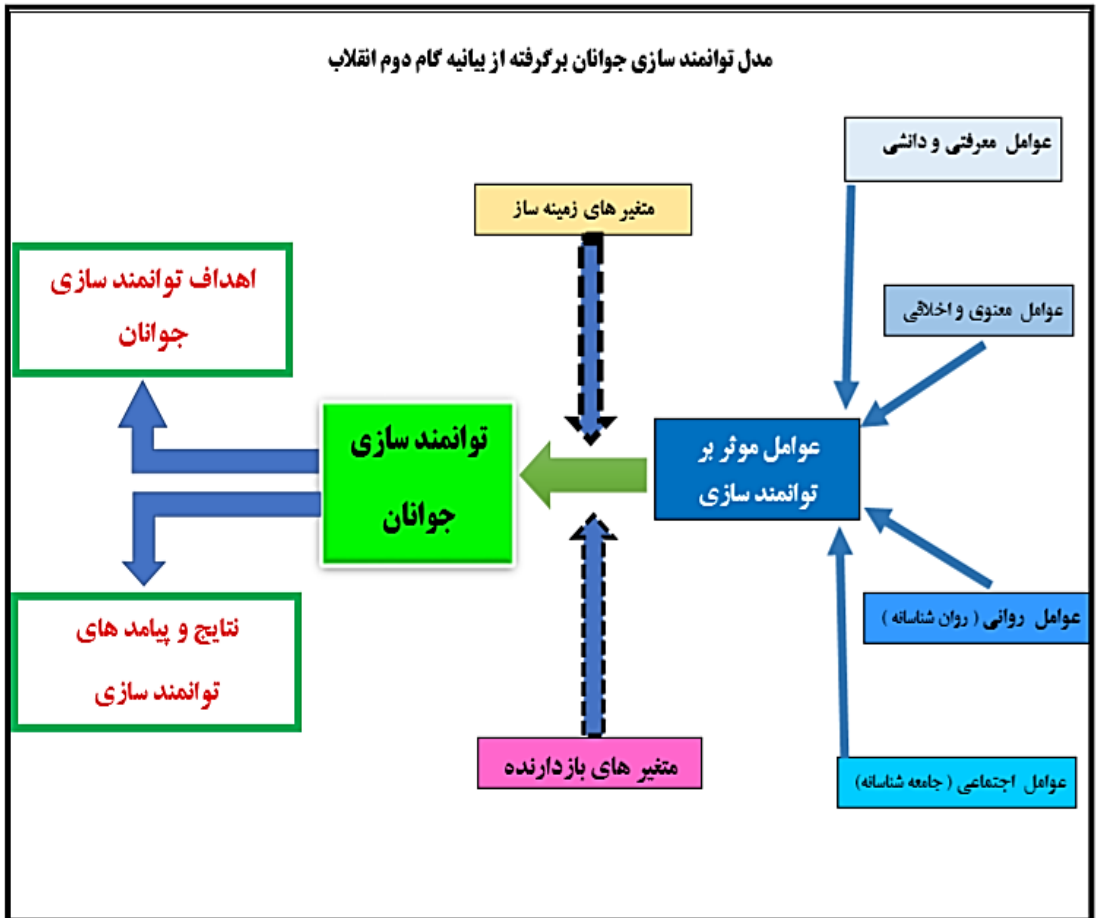 مدل توانمند سازی جوانان برگرفته از بیانیه گام دوم انقلاب
عوامل معرفتی و دانشی
متغیر های زمینه ساز
عوامل معنوی و اخلاقی
اهداف توانمند سازی
جوانان
عوامل موثر بر
توانمند سازی
توانمند سازی
جوانان
عوامل روانی ( روان شناسانه )
نتایج و پیامد های
توانمند سازی
متغیر های بازدارنده
عوامل اجتماعی ( جامعه شناسانه)